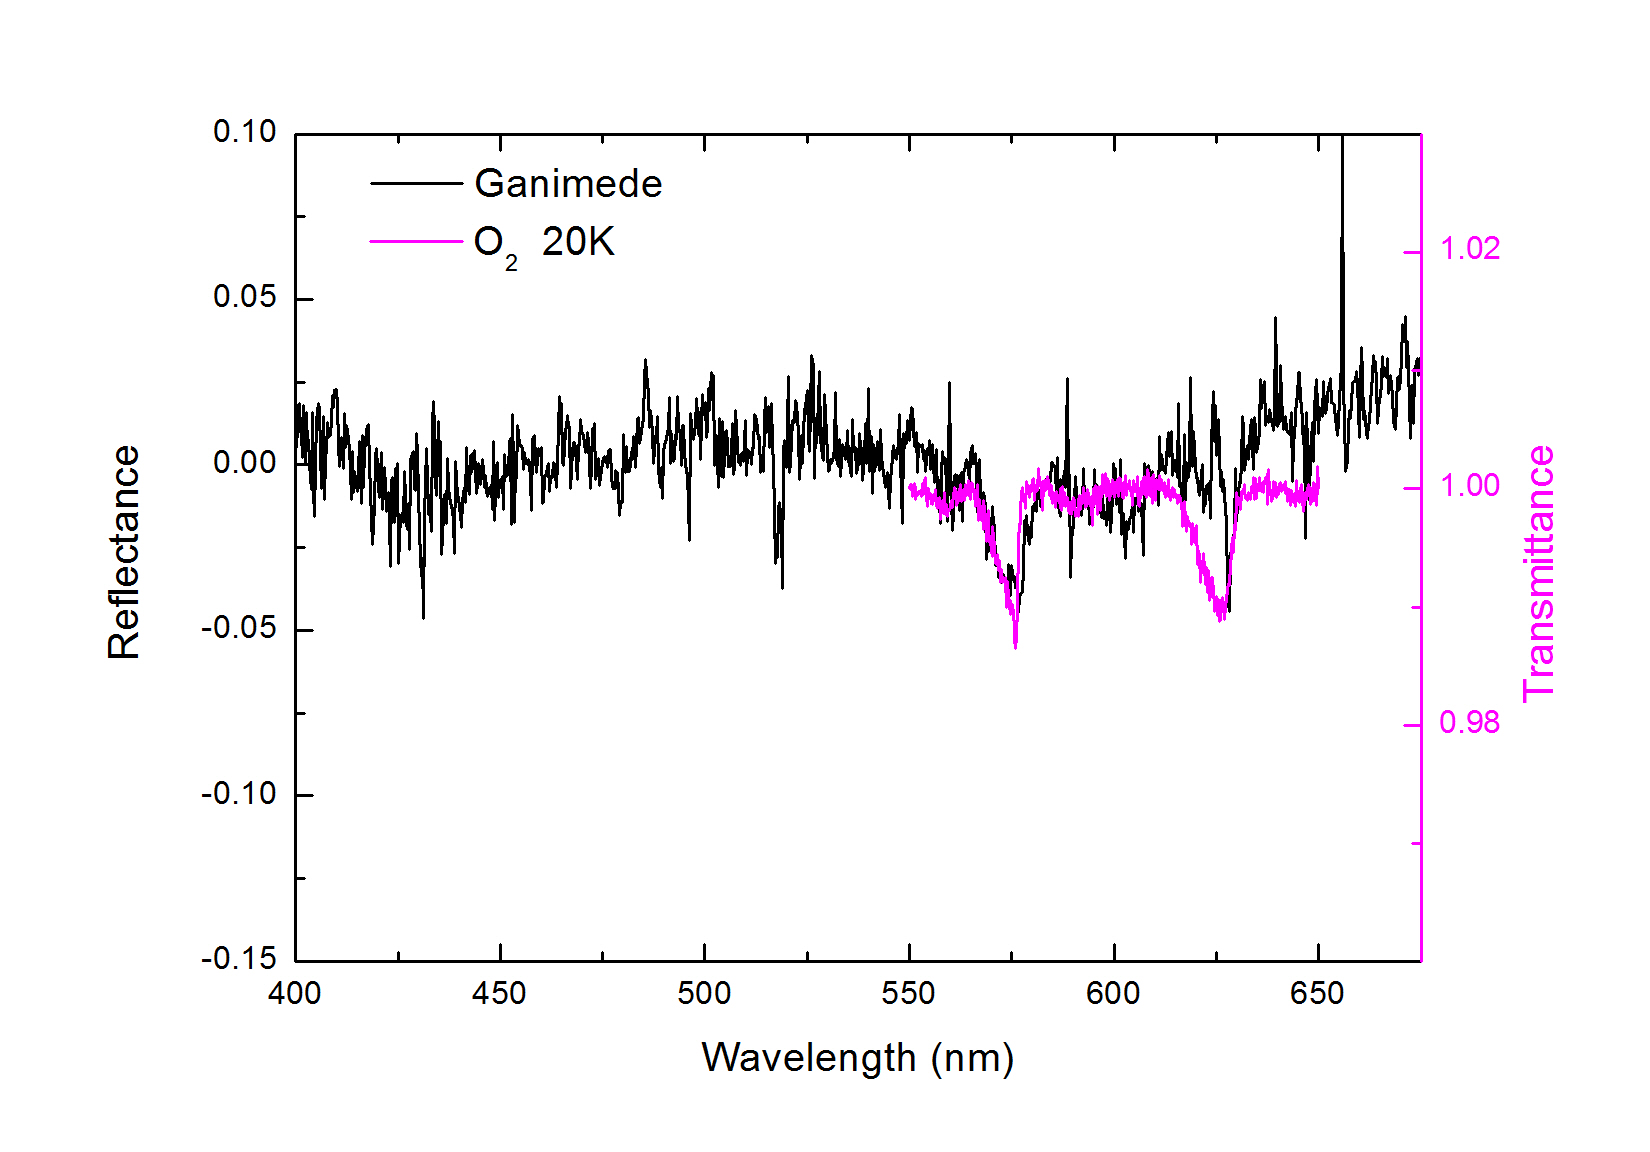 Ganimede
O₂ 20K
0.10
0.05
0.00
-0.05
-0.10
-0.15
Reflectance
1.02
1.00
0.98
Transmittance
400 450 500 550 600 650
Wavelength (nm)